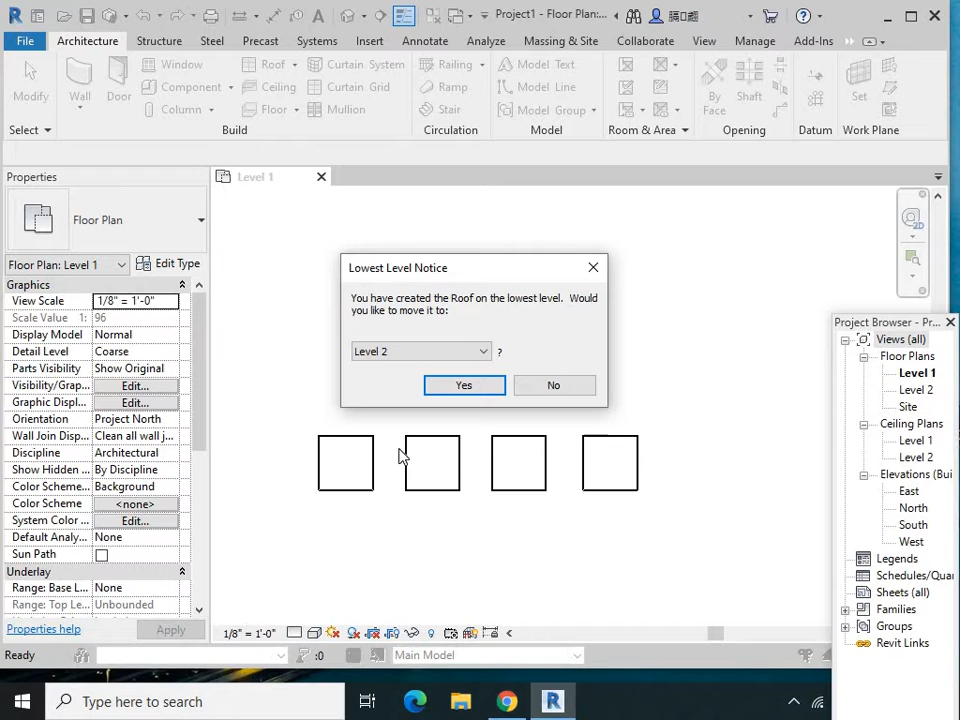 Project1 - Floor Plan:...
File
Architecture
Structure
Steel
Precast
Systems
Insert
Annotate
Analyze
Massing & Site
Collaborate
View
Manage
Add-Ins
Modify
Wall
Door
Window
Component
Column
Roof
Ceiling
Floor
Curtain System
Curtain Grid
Mullion
Railing
Ramp
Stair
Model Text
Model Line
Model Group
By Face
Shaft
Set
Select
Build
Circulation
Model
Room & Area
Opening
Datum
Work Plane
Properties
Level 1
Floor Plan
Floor Plan: Level 1
Edit Type
Graphics
View Scale 1/8" = 1'-0"
Scale Value 1: 96
Display Model Normal
Detail Level Coarse
Parts Visibility Show Original
Visibility/Grap... Edit...
Graphic Displ... Edit...
Orientation Project North
Wall Join Disp... Clean all wall j...
Discipline Architectural
Show Hidden ... By Discipline
Color Scheme ... Background
Color Scheme <none>
System Color ... Edit...
Default Analy... None
Sun Path
Underlay
Range: Base L... None
Range: Top Le... Unbounded
Properties help
Apply
Lowest Level Notice
You have created the Roof on the lowest level. Would
you like to move it to:
Level 2
?
Yes
No
2D
Project Browser - Pr...
Views (all)
Floor Plans
Level 1
Level 2
Site
Ceiling Plans
Level 1
Level 2
Elevations (Bui
East
North
South
West
Legends
Schedules/Quan
Sheets (all)
Families
Groups
Revit Links
1/8" = 1'-0"
Ready
:0
Main Model
Type here to search